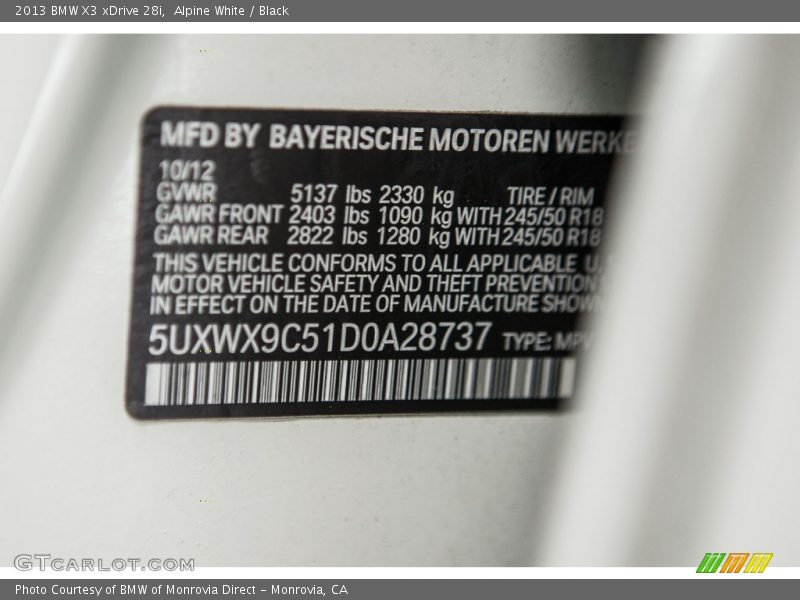 2013 BMW X3 xDrive 28i, Alpine White / Black
MFD BY BAYERISCHE MOTOREN WERKE
10/12
GVWR 5137 lbs 2330 kg TIRE / RIM
GAWR FRONT 2403 lbs 1090 kg WITH 245/50 R18
GAWR REAR 2822 lbs 1280 kg WITH 245/50 R18
THIS VEHICLE CONFORMS TO ALL APPLICABLE U.
MOTOR VEHICLE SAFETY AND THEFT PREVENTION
IN EFFECT ON THE DATE OF MANUFACTURE SHOWN
5UXWX9C51D0A28737 TYPE: MPV
GTCARLOT.COM
Photo Courtesy of BMW of Monrovia Direct – Monrovia, CA